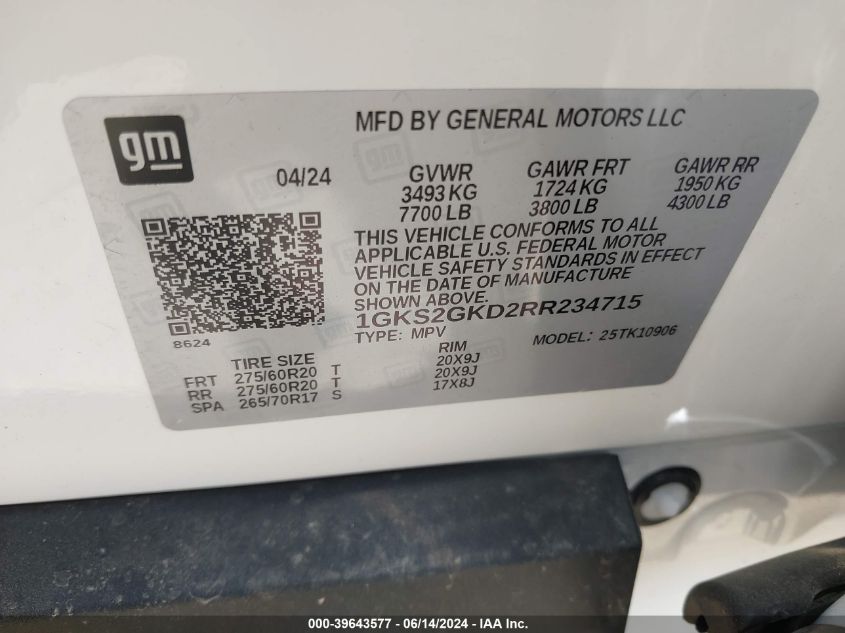 gm
MFD BY GENERAL MOTORS LLC
04/24
GVWR GAWR FRT GAWR RR
3493 KG 1724 KG 1950 KG
7700 LB 3800 LB 4300 LB
THIS VEHICLE CONFORMS TO ALL
APPLICABLE U.S. FEDERAL MOTOR
VEHICLE SAFETY STANDARDS IN EFFECT
ON THE DATE OF MANUFACTURE
SHOWN ABOVE.
1GKS2GKD2RR234715
TYPE: MPV MODEL: 25TK10906
8624
TIRE SIZE RIM
FRT 275/60R20 T 20X9J
RR 275/60R20 T 20X9J
SPA 265/70R17 S 17X8J
000-39643577 - 06/14/2024 - IAA Inc.